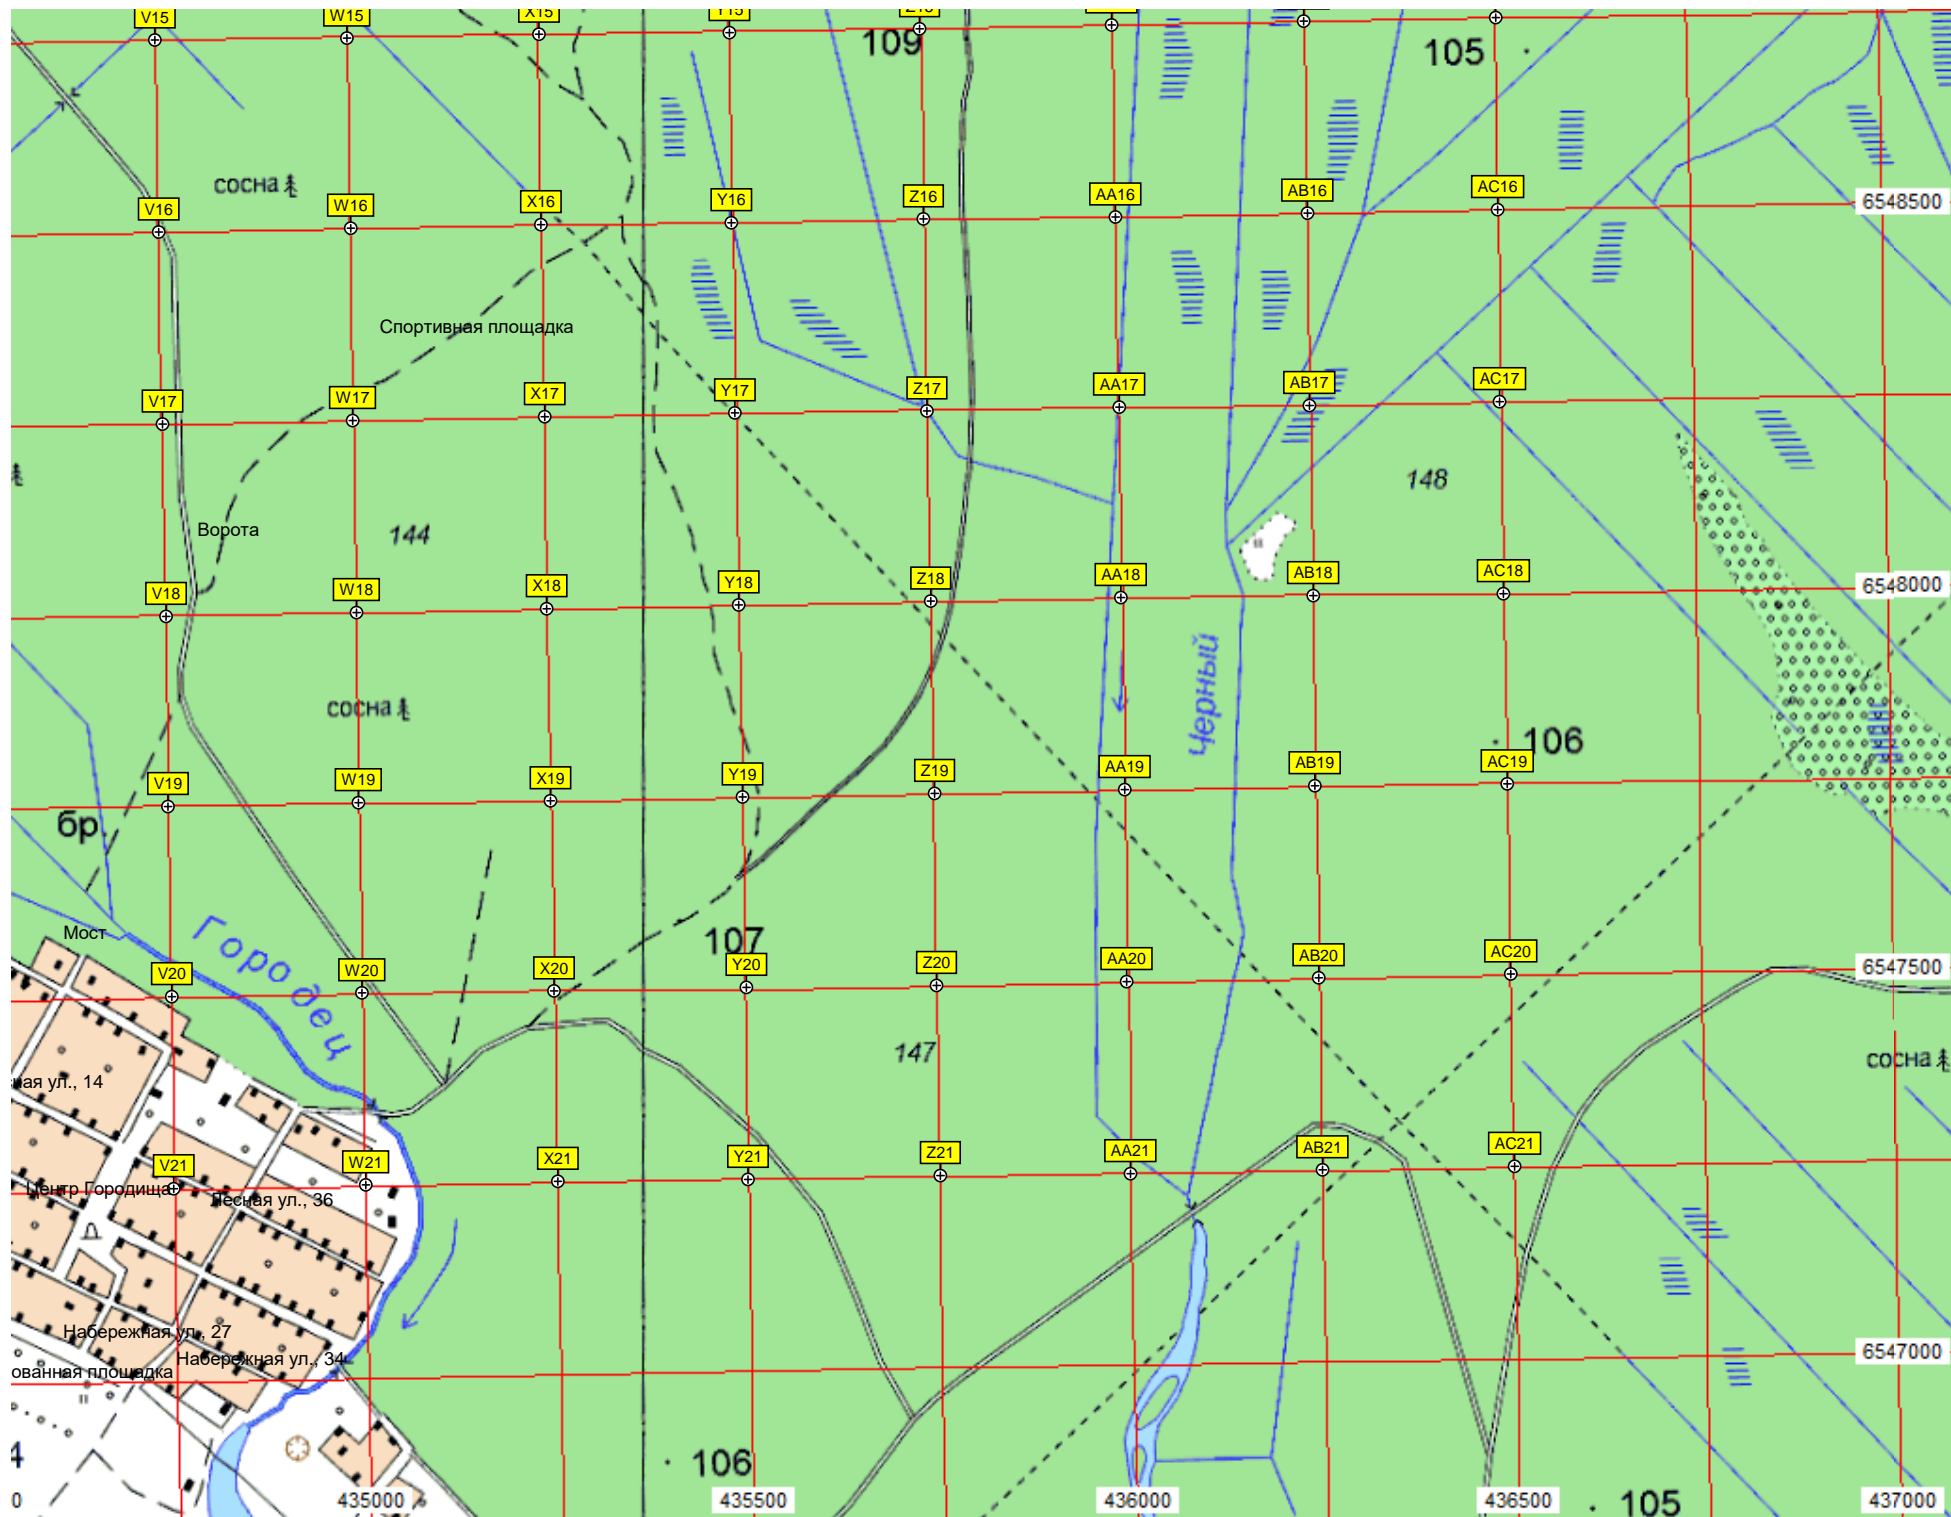 V15 W15 X15 Y15
109
105
сосна
V16 W16 X16 Y16 Z16 AA16 AB16 AC16
6548500
Спортивная площадка
V17 W17 X17 Y17 Z17 AA17 AB17 AC17
148
Ворота
144
V18 W18 X18 Y18 Z18 AA18 AB18 AC18
6548000
Черный
сосна
106
V19 W19 X19 Y19 Z19 AA19 AB19 AC19
бр
Городец
Мост
107
V20 W20 X20 Y20 Z20 AA20 AB20 AC20
6547500
147
сосна
ная ул., 14
V21 W21 X21 Y21 Z21 AA21 AB21 AC21
Центр Городища
Лесная ул., 36
Набережная ул., 27
Набережная ул., 34
ованная площадка
6547000
4
106
0
435000 435500 436000 436500 437000
105